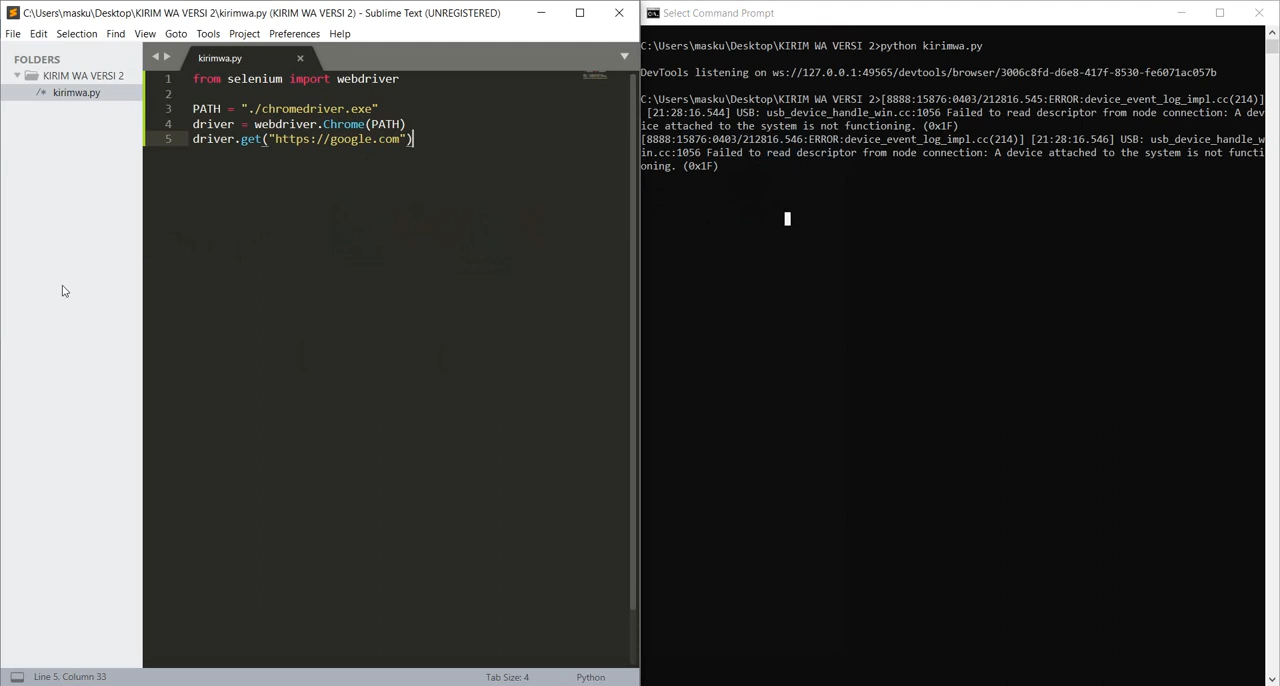 C:\Users\masku\Desktop\KIRIM WA VERSI 2\kirimwa.py (KIRIM WA VERSI 2) - Sublime Text (UNREGISTERED)
File Edit Selection Find View Goto Tools Project Preferences Help
FOLDERS
KIRIM WA VERSI 2
/* kirimwa.py
kirimwa.py
1 from selenium import webdriver
2
3 PATH = "./chromedriver.exe"
4 driver = webdriver.Chrome(PATH)
5 driver.get("https://google.com")
Line 5, Column 33
Tab Size: 4
Python
Select Command Prompt
C:\Users\masku\Desktop\KIRIM WA VERSI 2>python kirimwa.py
DevTools listening on ws://127.0.0.1:49565/devtools/browser/3006c8fd-d6e8-417f-8530-fe6071ac057b
C:\Users\masku\Desktop\KIRIM WA VERSI 2>[8888:15876:0403/212816.545:ERROR:device_event_log_impl.cc(214)]
[21:28:16.544] USB: usb_device_handle_win.cc:1056 Failed to read descriptor from node connection: A dev
ice attached to the system is not functioning. (0x1F)
[8888:15876:0403/212816.546:ERROR:device_event_log_impl.cc(214)] [21:28:16.546] USB: usb_device_handle_w
in.cc:1056 Failed to read descriptor from node connection: A device attached to the system is not functi
oning. (0x1F)